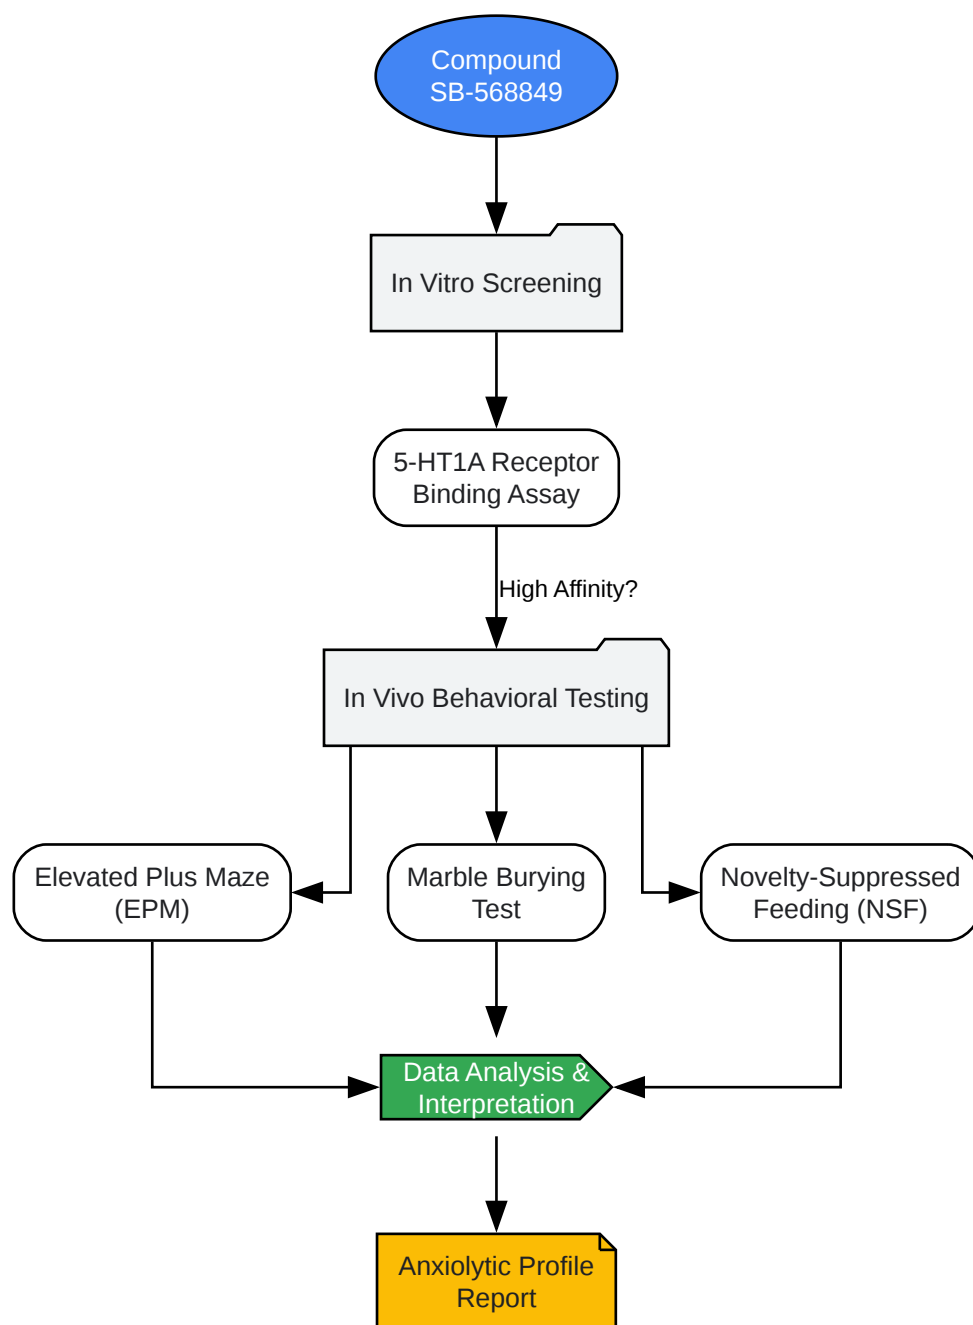 Compound
SB-568849
In Vitro Screening
5-HT1A Receptor
Binding Assay
High Affinity?
In Vivo Behavioral Testing
Elevated Plus Maze
(EPM)
Marble Burying
Test
Novelty-Suppressed
Feeding (NSF)
Data Analysis &
Interpretation
Anxiolytic Profile
Report